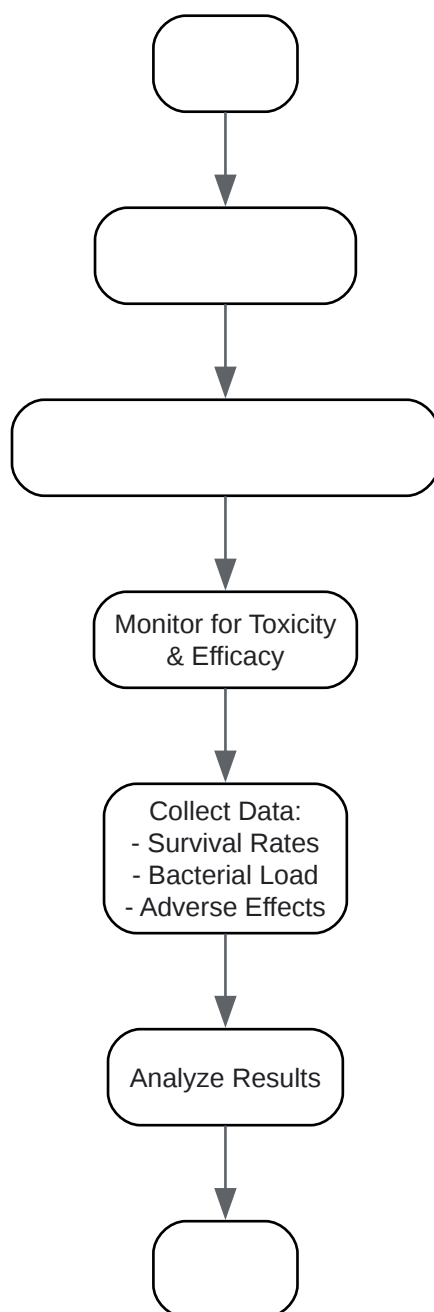 Monitor for Toxicity
& Efficacy
Collect Data:
- Survival Rates
- Bacterial Load
- Adverse Effects
Analyze Results